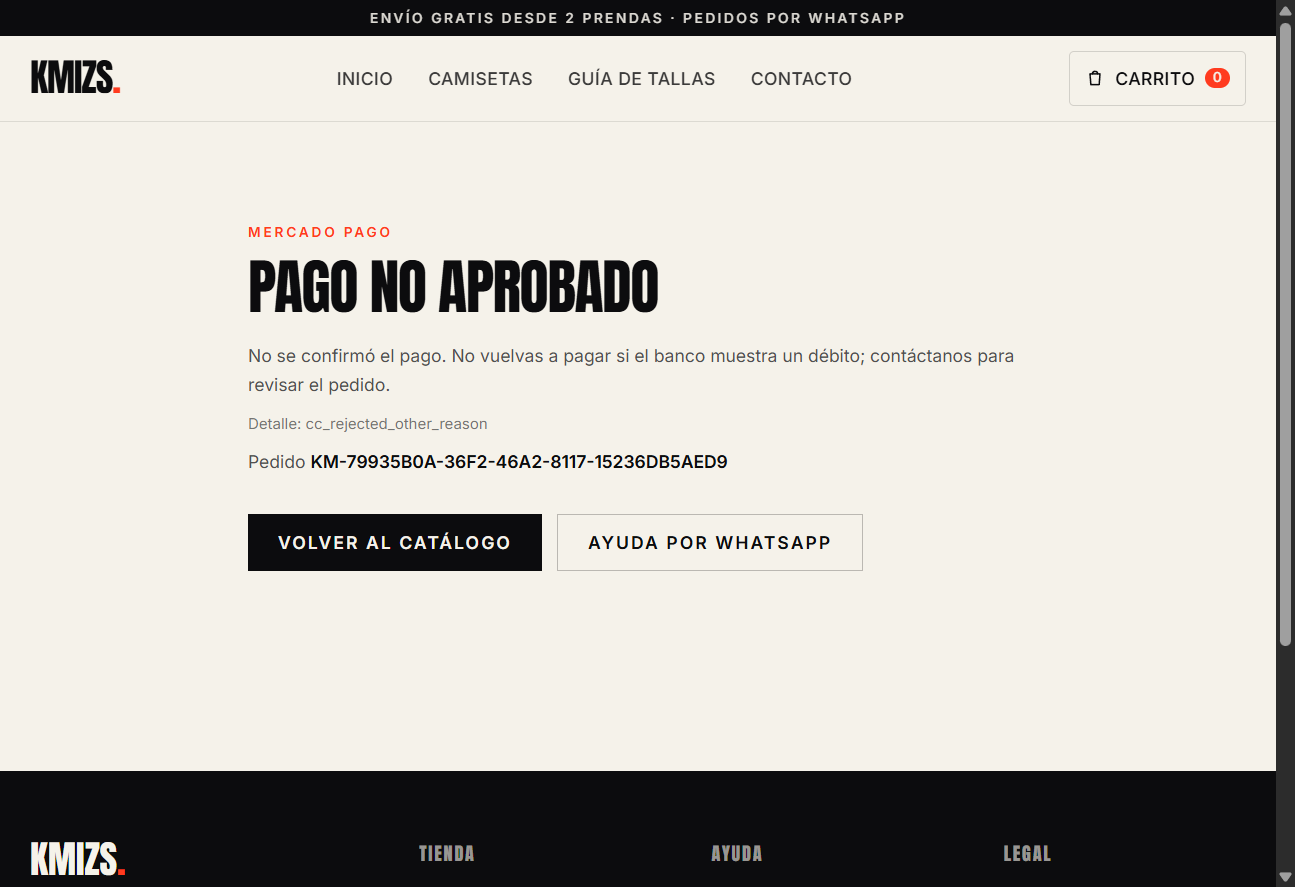 ENVÍO GRATIS DESDE 2 PRENDAS · PEDIDOS POR WHATSAPP
KMIZS.
INICIO
CAMISETAS
GUÍA DE TALLAS
CONTACTO
CARRITO 0
MERCADO PAGO
PAGO NO APROBADO
No se confirmó el pago. No vuelvas a pagar si el banco muestra un débito; contáctanos para
revisar el pedido.
Detalle: cc_rejected_other_reason
Pedido KM-79935B0A-36F2-46A2-8117-15236DB5AED9
VOLVER AL CATÁLOGO
AYUDA POR WHATSAPP
KMIZS.
TIENDA
AYUDA
LEGAL